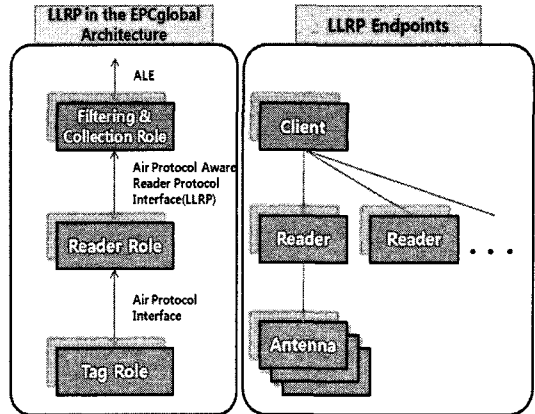 LLRP in the EPCglobal
Architecture
ALE
Filtering &
Collection Role
Air Protocol Aware
Reader Protocol
Interface(LLRP)
Reader Role
Air Protocol
Interface
Tag Role
LLRP Endpoints
Client
Reader
Reader
. . .
Antenna